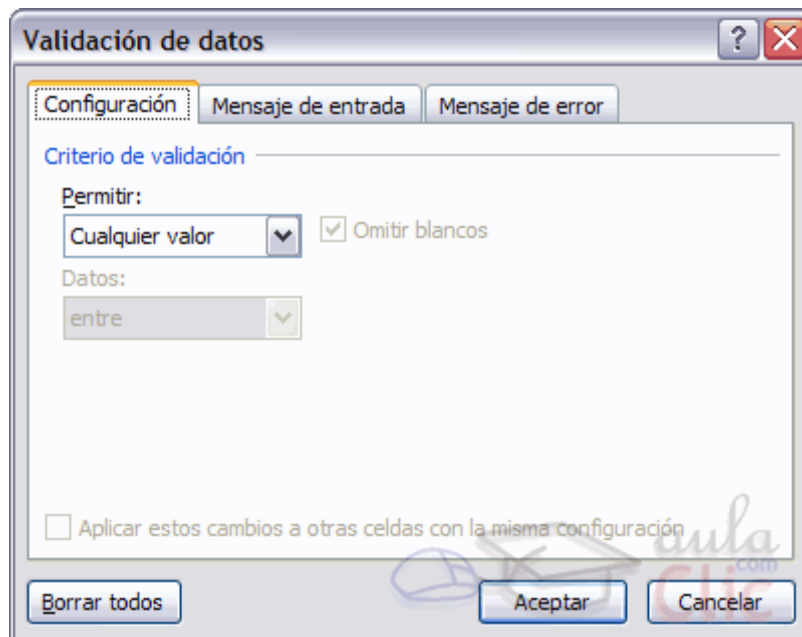 Validación de datos
?
Configuración Mensaje de entrada Mensaje de error
Criterio de validación
Permitir:
Cualquier valor Omitir blancos
Datos:
entre
Aplicar estos cambios a otras celdas con la misma configuración
aula
.com
Clic
Borrar todos Aceptar Cancelar